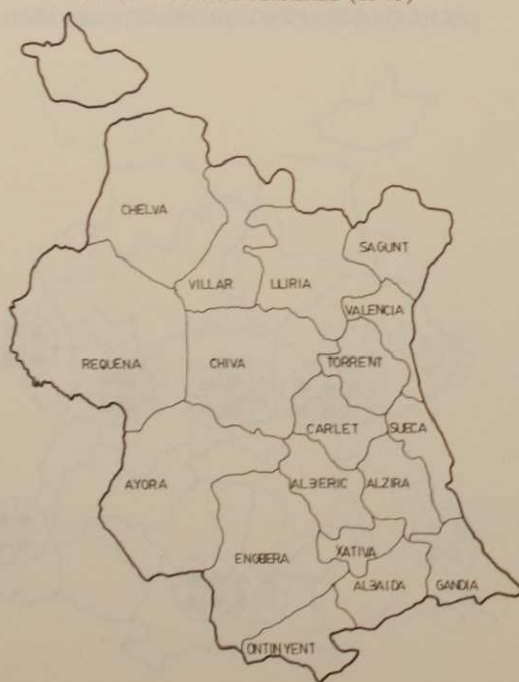 CHELVA
SAGUNT
VILLAR
LLIRIA
VALENCIA
REQUENA
CHIVA
TORRENT
CARLET
SUECA
AYORA
ALBERIC
ALZIRA
ENGUERA
XATIVA
ALBAIDA
GANDIA
ONTINYENT